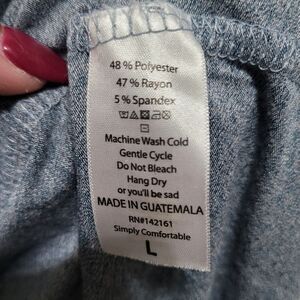 48 % Polyester
47 % Rayon
5 % Spandex
Machine Wash Cold
Gentle Cycle
Do Not Bleach
Hang Dry
or you'll be sad
MADE IN GUATEMALA
RN#142161
Simply Comfortable
L